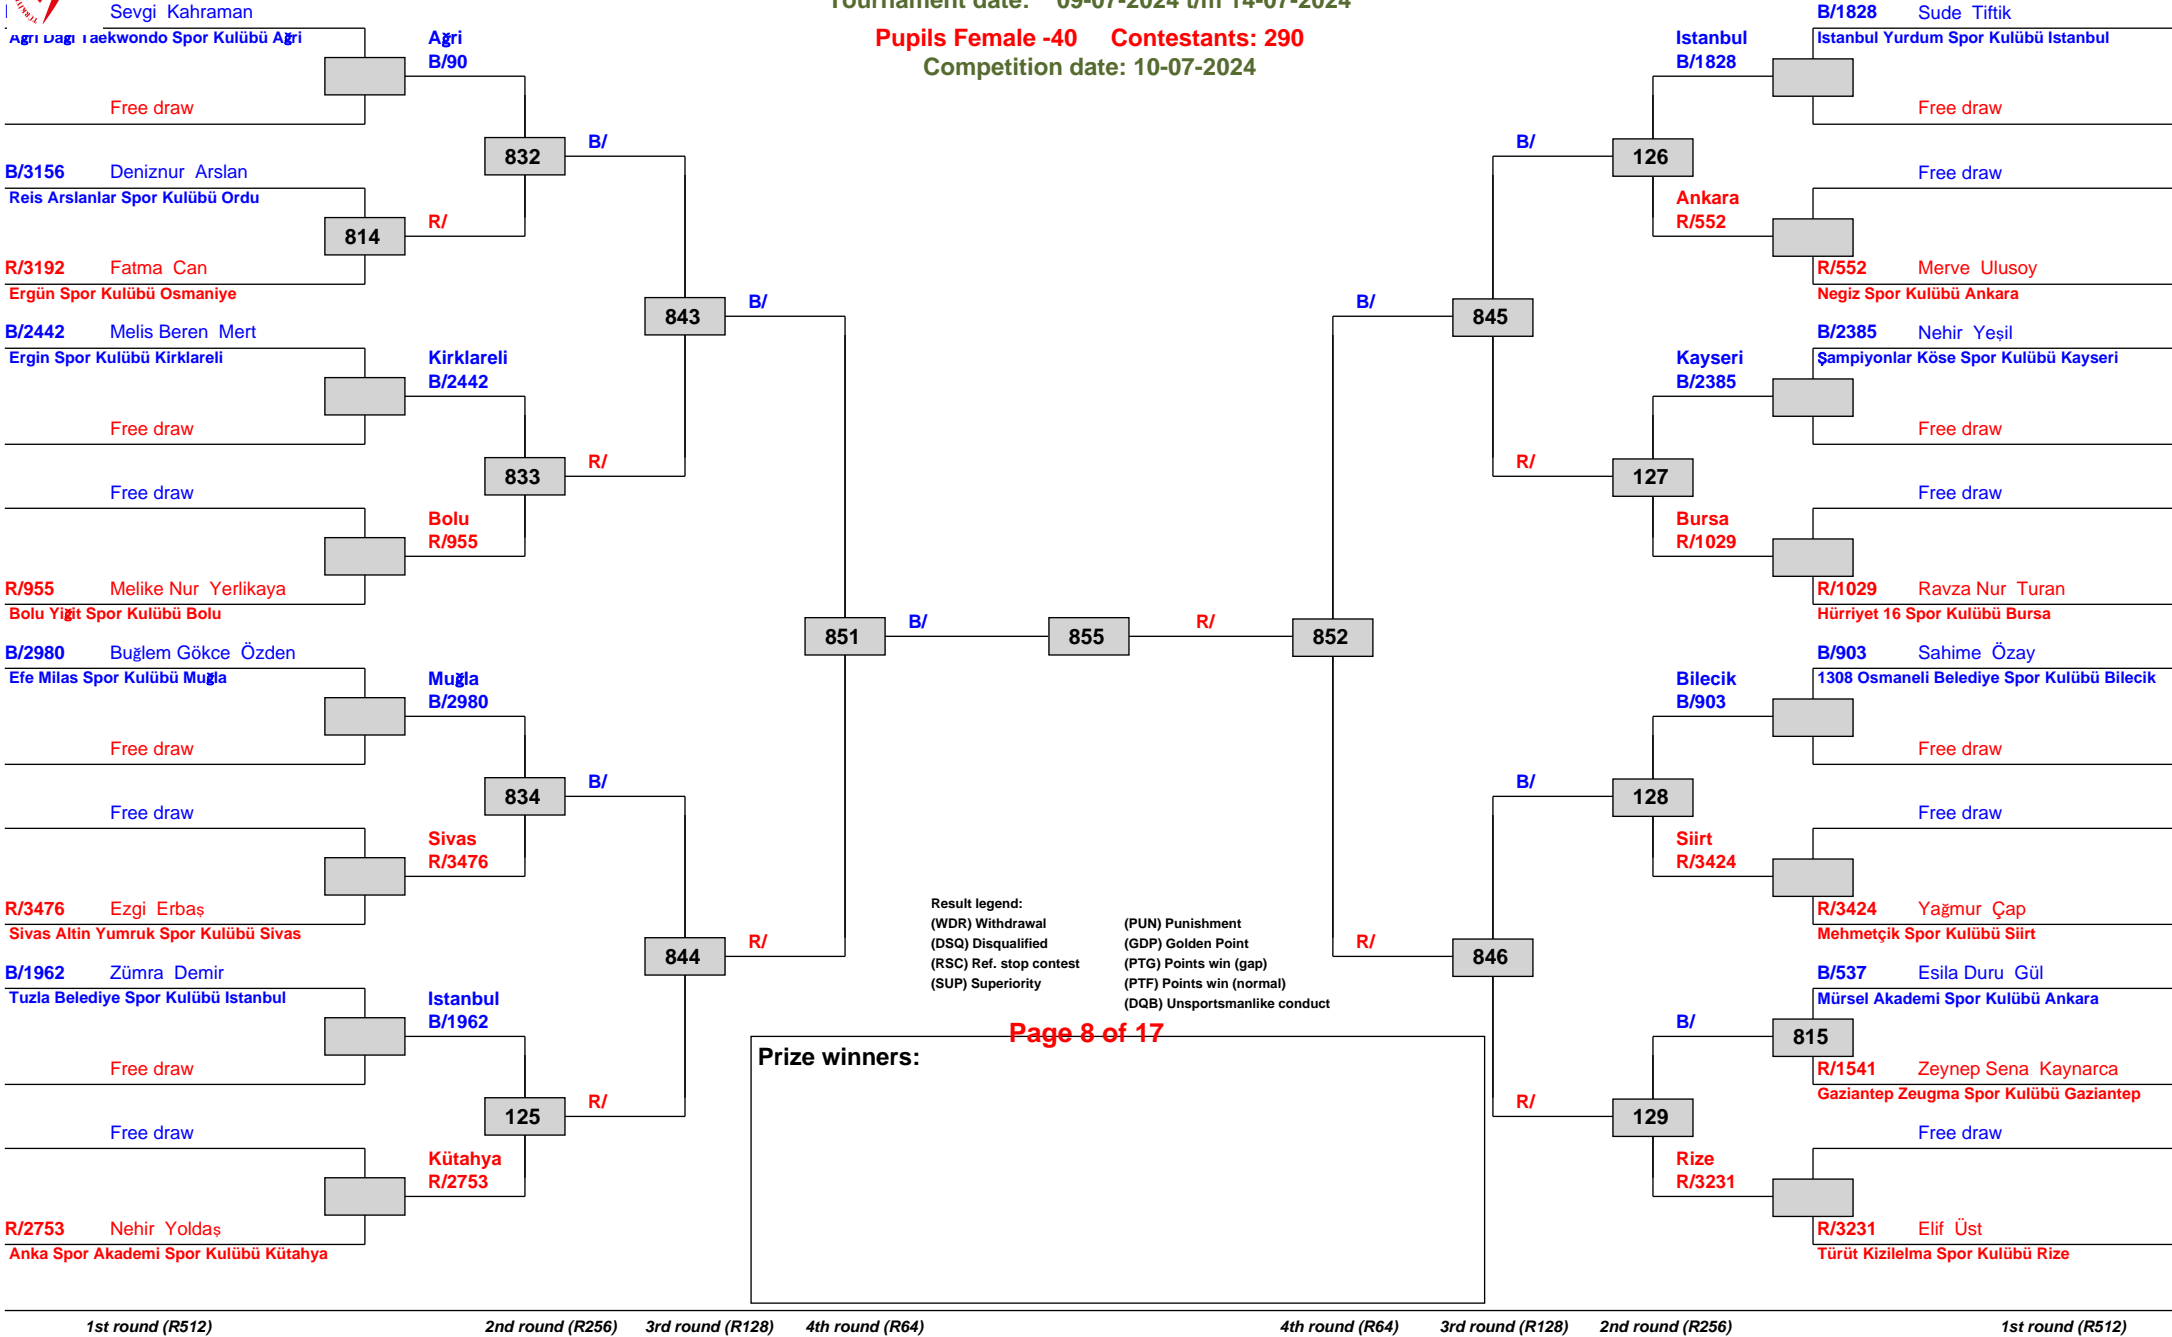 Tournament date: 09-07-2024 t/m 14-07-2024
Pupils Female -40 Contestants: 290
Competition date: 10-07-2024
Sevgi Kahraman
Ağri Daği Taekwondo Spor Kulübü Ağri
Free draw
Ağri
B/90
832
B/
B/3156 Deniznur Arslan
Reis Arslanlar Spor Kulübü Ordu
814
R/
R/3192 Fatma Can
Ergün Spor Kulübü Osmaniye
843
B/
B/2442 Melis Beren Mert
Ergin Spor Kulübü Kirklareli
Kirklareli
B/2442
Free draw
833
R/
Free draw
Bolu
R/955
R/955 Melike Nur Yerlikaya
Bolu Yiğit Spor Kulübü Bolu
851
B/
855
R/
852
B/2980 Buğlem Gökce Özden
Efe Milas Spor Kulübü Muğla
Muğla
B/2980
Free draw
834
B/
Free draw
Sivas
R/3476
R/3476 Ezgi Erbaş
Sivas Altin Yumruk Spor Kulübü Sivas
844
R/
B/1962 Zümra Demir
Tuzla Belediye Spor Kulübü Istanbul
Istanbul
B/1962
Free draw
125
R/
Free draw
Kütahya
R/2753
R/2753 Nehir Yoldaş
Anka Spor Akademi Spor Kulübü Kütahya
B/1828 Sude Tiftik
Istanbul Yurdum Spor Kulübü Istanbul
Istanbul
B/1828
Free draw
B/
126
Free draw
Ankara
R/552
R/552 Merve Ulusoy
Negiz Spor Kulübü Ankara
B/
845
B/2385 Nehir Yeşil
Şampiyonlar Köse Spor Kulübü Kayseri
Kayseri
B/2385
Free draw
R/
127
Free draw
Bursa
R/1029
R/1029 Ravza Nur Turan
Hürriyet 16 Spor Kulübü Bursa
B/903 Sahime Özay
1308 Osmaneli Belediye Spor Kulübü Bilecik
Bilecik
B/903
Free draw
B/
128
Free draw
Siirt
R/3424
R/3424 Yağmur Çap
Mehmetçik Spor Kulübü Siirt
R/
846
B/537 Esila Duru Gül
Mürsel Akademi Spor Kulübü Ankara
B/
815
R/1541 Zeynep Sena Kaynarca
Gaziantep Zeugma Spor Kulübü Gaziantep
R/
129
Free draw
Rize
R/3231
R/3231 Elif Üst
Türüt Kizilelma Spor Kulübü Rize
Result legend:
(WDR) Withdrawal (PUN) Punishment
(DSQ) Disqualified (GDP) Golden Point
(RSC) Ref. stop contest (PTG) Points win (gap)
(SUP) Superiority (PTF) Points win (normal)
(DQB) Unsportsmanlike conduct
Page 8 of 17
Prize winners:
1st round (R512) 2nd round (R256) 3rd round (R128) 4th round (R64) 4th round (R64) 3rd round (R128) 2nd round (R256) 1st round (R512)